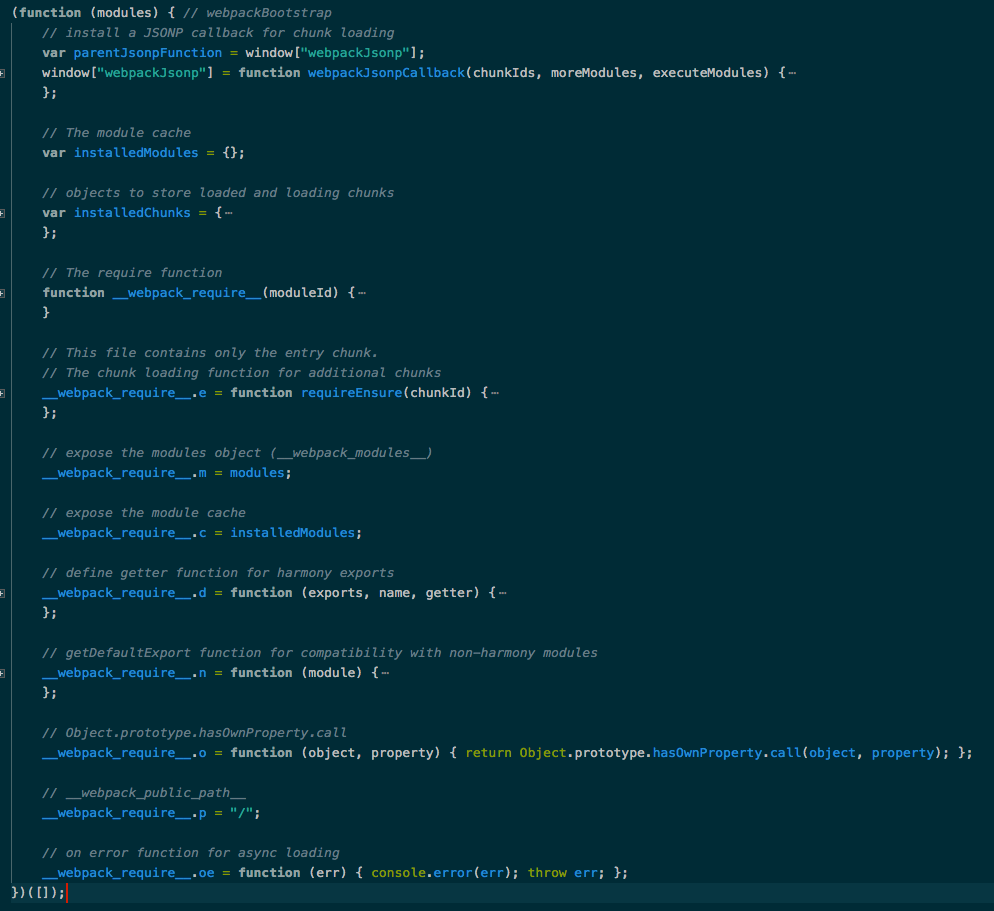 (function (modules) { // webpackBootstrap
// install a JSONP callback for chunk loading
var parentJsonpFunction = window["webpackJsonp"];
window["webpackJsonp"] = function webpackJsonpCallback(chunkIds, moreModules, executeModules) {⋯
};
// The module cache
var installedModules = {};
// objects to store loaded and loading chunks
var installedChunks = {⋯
};
// The require function
function __webpack_require__(moduleId) {⋯
}
// This file contains only the entry chunk.
// The chunk loading function for additional chunks
__webpack_require__.e = function requireEnsure(chunkId) {⋯
};
// expose the modules object (__webpack_modules__)
__webpack_require__.m = modules;
// expose the module cache
__webpack_require__.c = installedModules;
// define getter function for harmony exports
__webpack_require__.d = function (exports, name, getter) {⋯
};
// getDefaultExport function for compatibility with non-harmony modules
__webpack_require__.n = function (module) {⋯
};
// Object.prototype.hasOwnProperty.call
__webpack_require__.o = function (object, property) { return Object.prototype.hasOwnProperty.call(object, property); };
// __webpack_public_path__
__webpack_require__.p = "/";
// on error function for async loading
__webpack_require__.oe = function (err) { console.error(err); throw err; };
})([]);